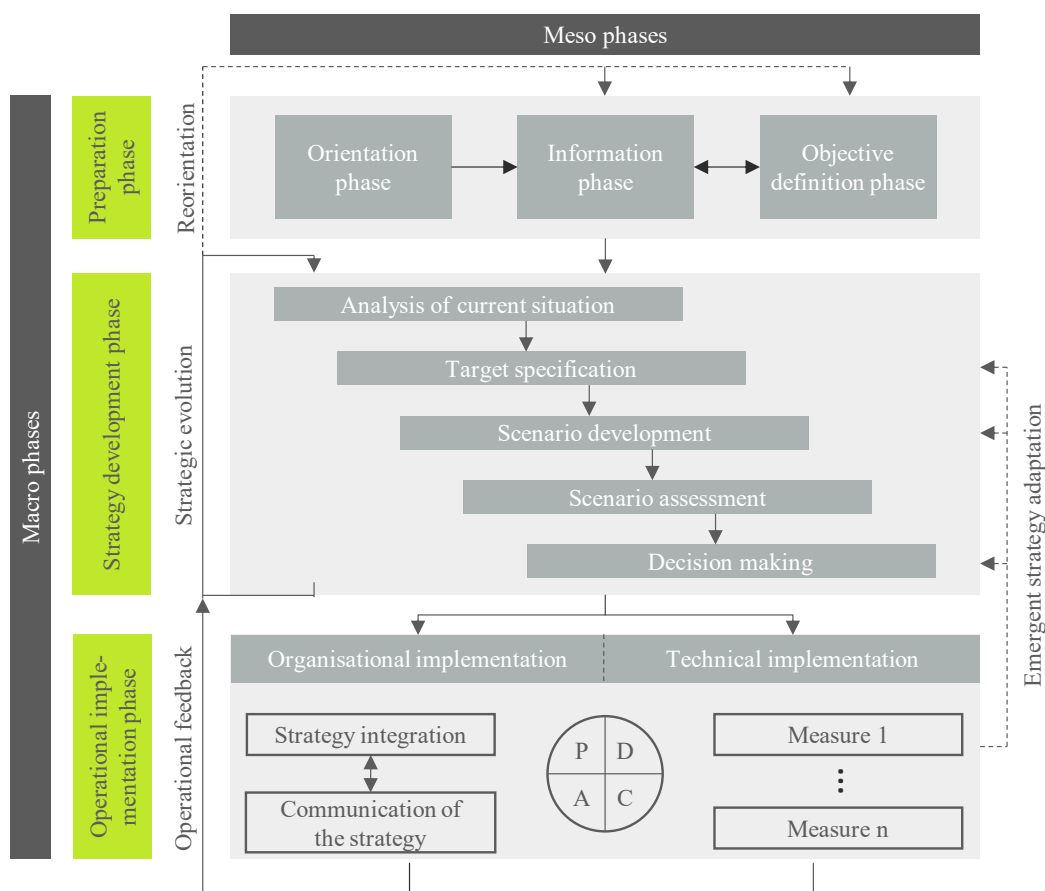 Meso phases
Macro phases
Preparation
phase
Reorientation
Orientation
phase
Information
phase
Objective
definition phase
Strategy development phase
Strategic evolution
Analysis of current situation
Target specification
Scenario development
Scenario assessment
Decision making
Emergent strategy adaptation
Operational imple-
mentation phase
Operational feedback
Organisational implementation
Technical implementation
Strategy integration
Communication of
the strategy
P D
A C
Measure 1
Measure n